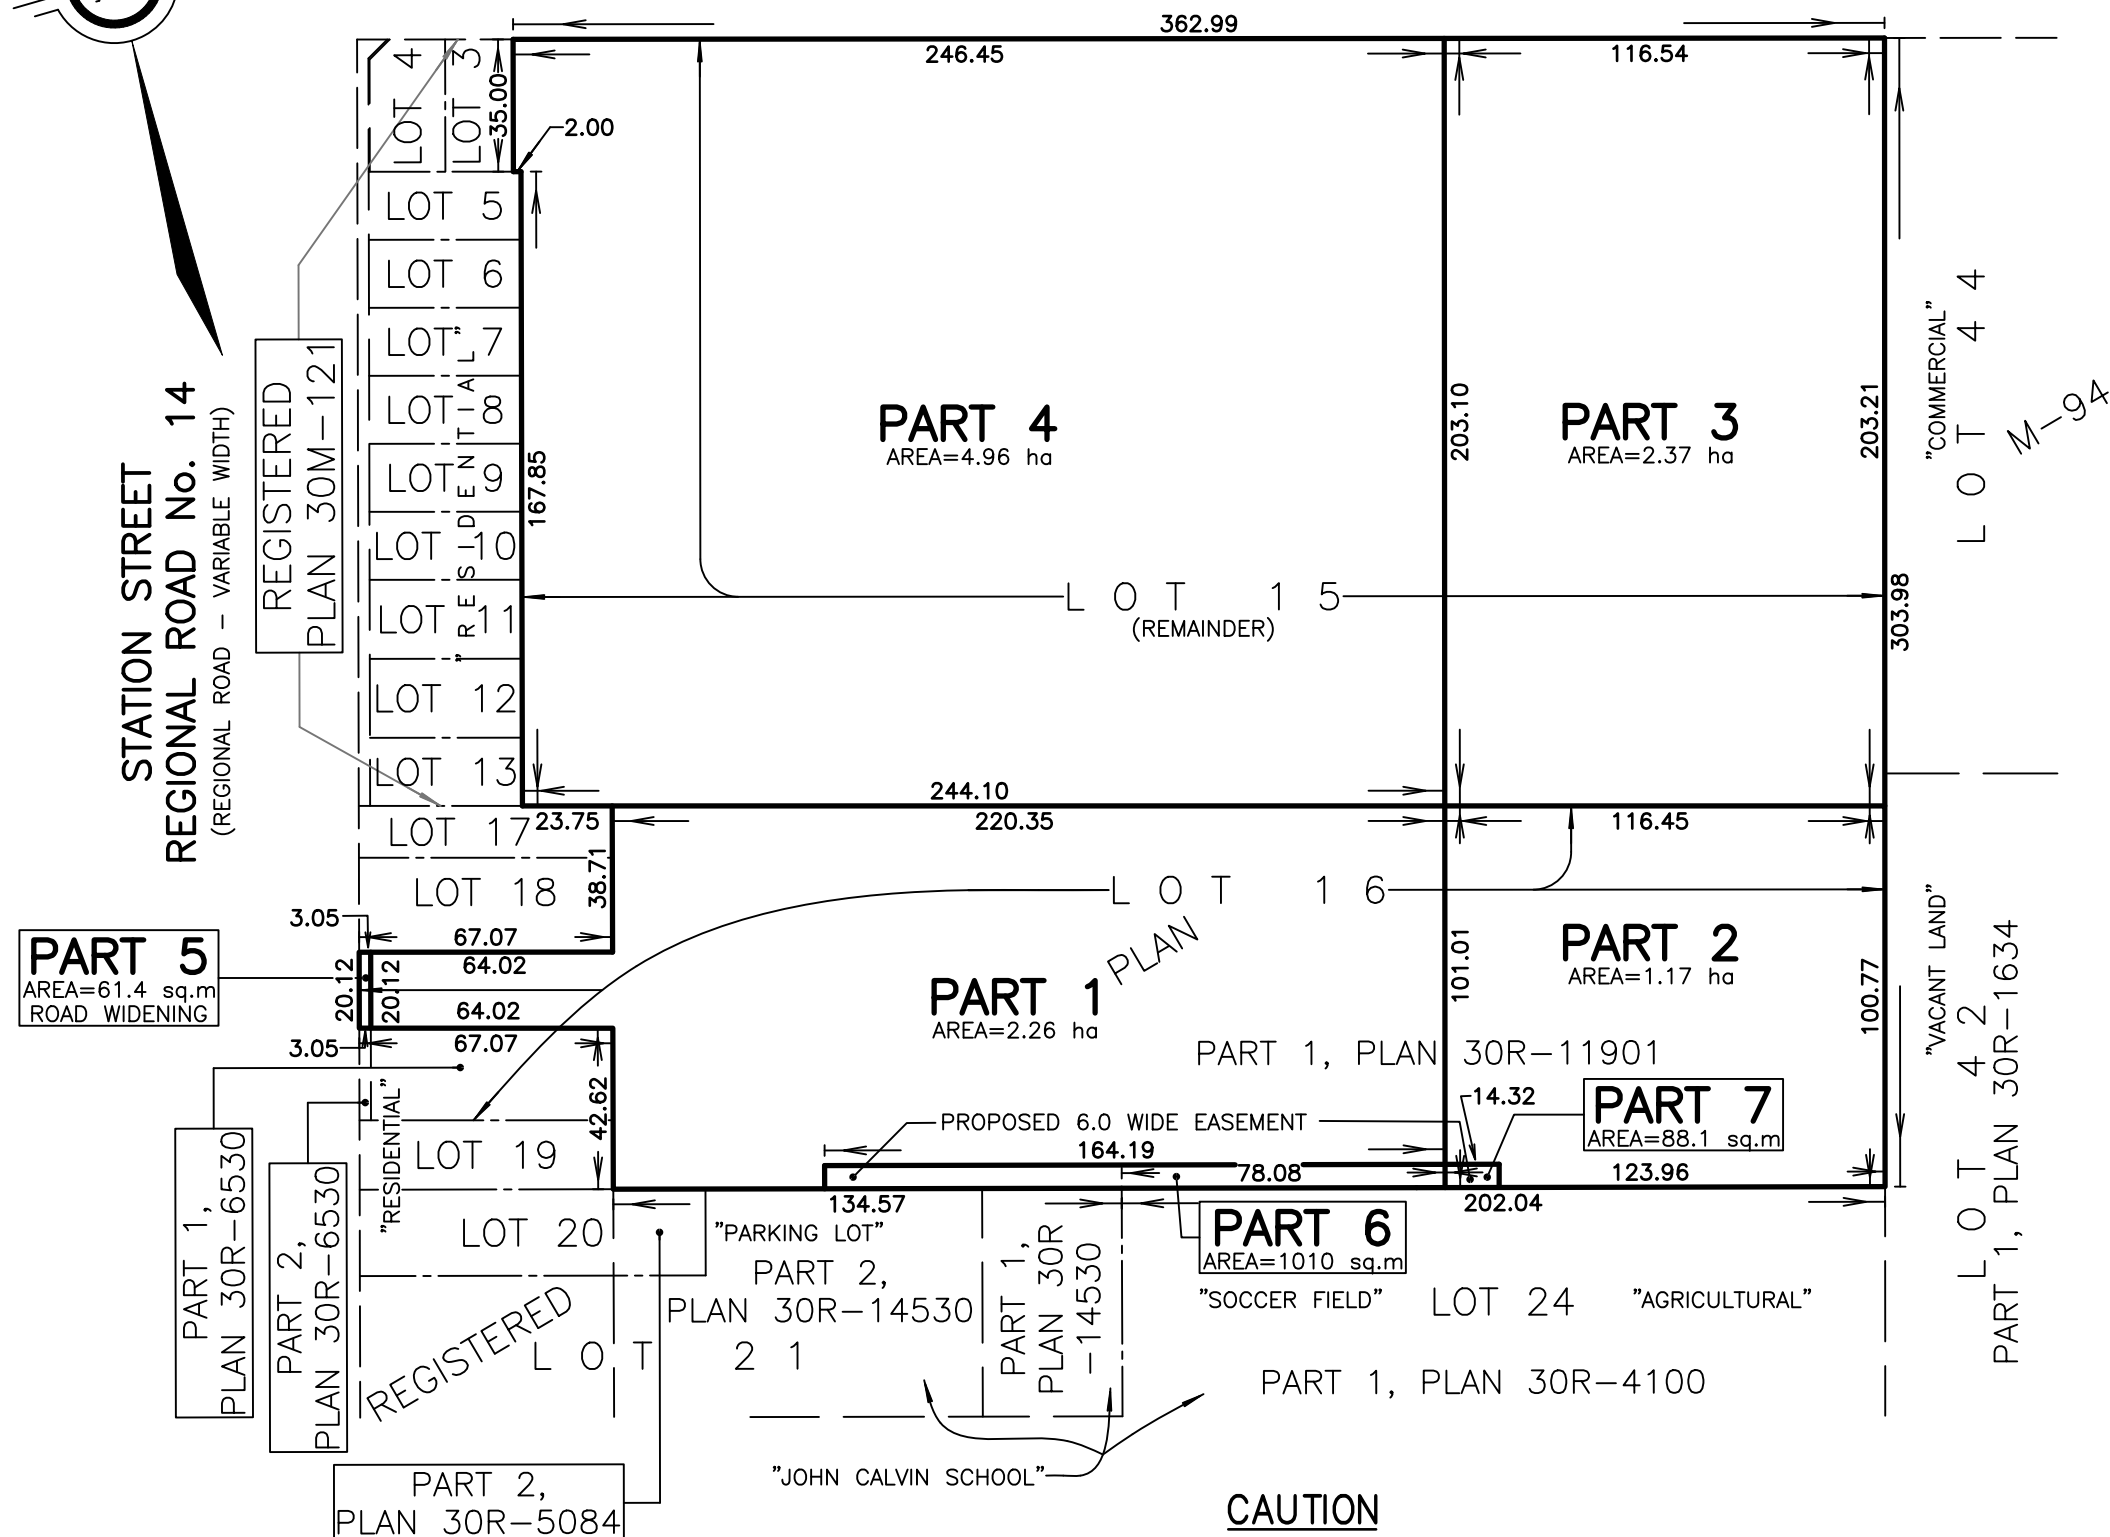 362.99
246.45
116.54
LOT 4
LOT 3
35.00
2.00
LOT 5
LOT 6
LOT 7
LOT 8
LOT 9
LOT 10
LOT 11
LOT 12
LOT 13
"RESIDENTIAL"
REGISTERED
PLAN 30M-121
STATION STREET
REGIONAL ROAD No. 14
(REGIONAL ROAD - VARIABLE WIDTH)
167.85
PART 4
AREA=4.96 ha
203.10
PART 3
AREA=2.37 ha
203.21
"COMMERCIAL"
LOT 44
M-94
LOT 15
(REMAINDER)
303.98
244.10
LOT 17
23.75
220.35
116.45
LOT 18
38.71
LOT 16
PLAN
3.05
67.07
64.02
PART 5
AREA=61.4 sq.m
ROAD WIDENING
20.12
20.12
64.02
67.07
3.05
PART 1
AREA=2.26 ha
101.01
PART 2
AREA=1.17 ha
100.77
"VACANT LAND"
LOT 42
PART 1, PLAN 30R-1634
PART 1, PLAN 30R-11901
42.62
"RESIDENTIAL"
LOT 19
PROPOSED 6.0 WIDE EASEMENT
14.32
PART 7
AREA=88.1 sq.m
164.19
78.08
123.96
PART 1,
PLAN 30R-6530
PART 2,
PLAN 30R-6530
134.57
202.04
LOT 20
"PARKING LOT"
PART 6
AREA=1010 sq.m
PART 2,
PLAN 30R-14530
PART 1,
PLAN 30R
-14530
"SOCCER FIELD"
LOT 24
"AGRICULTURAL"
REGISTERED
LOT 21
PART 1, PLAN 30R-4100
"JOHN CALVIN SCHOOL"
PART 2,
PLAN 30R-5084
CAUTION